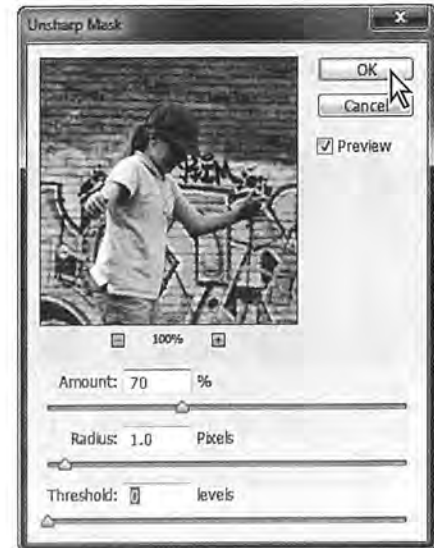 Unsharp Mask
OK
Cancel
Preview
100%
Amount: 70 %
Radius: 1.0 Pixels
Threshold: 0 levels